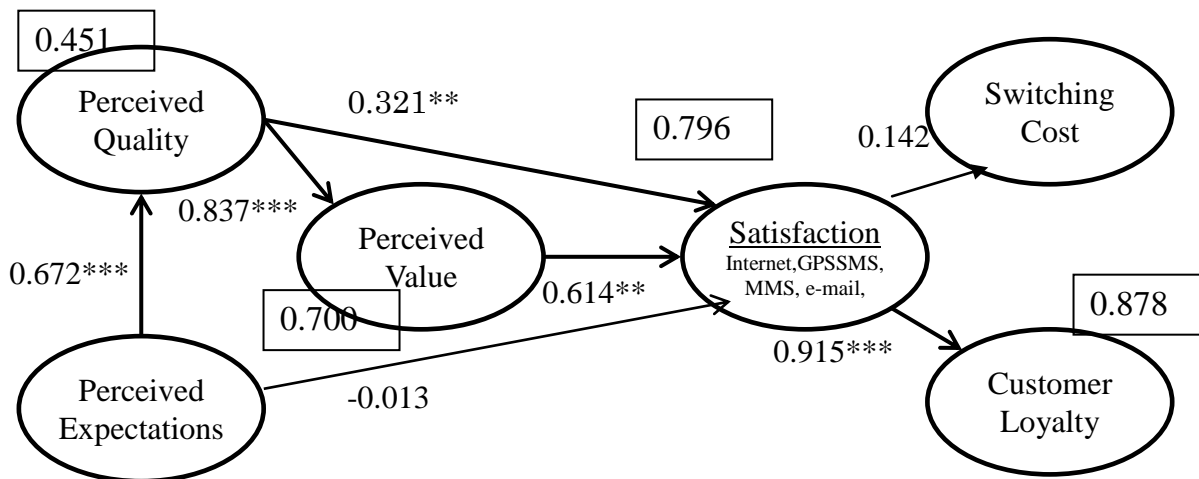 0.451
Perceived
Quality
0.321**
0.796
Switching
Cost
0.142
0.837***
Perceived
Value
Satisfaction
Internet,GPSSMS,
MMS, e-mail,
0.672***
0.614**
0.700
0.878
0.915***
Perceived
Expectations
-0.013
Customer
Loyalty